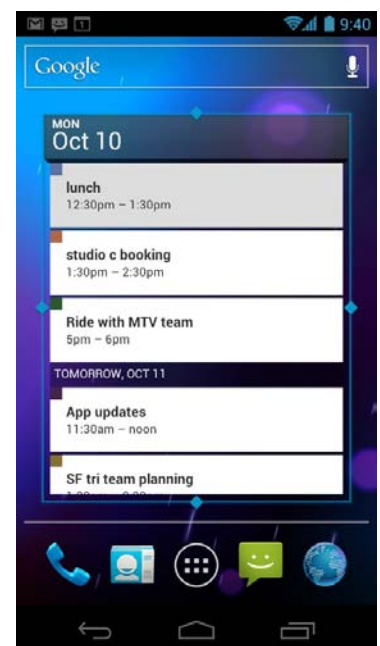 1
9:40
Google
MON
Oct 10
lunch
12:30pm – 1:30pm
studio c booking
1:30pm – 2:30pm
Ride with MTV team
5pm – 6pm
TOMORROW, OCT 11
App updates
11:30am – noon
SF tri team planning